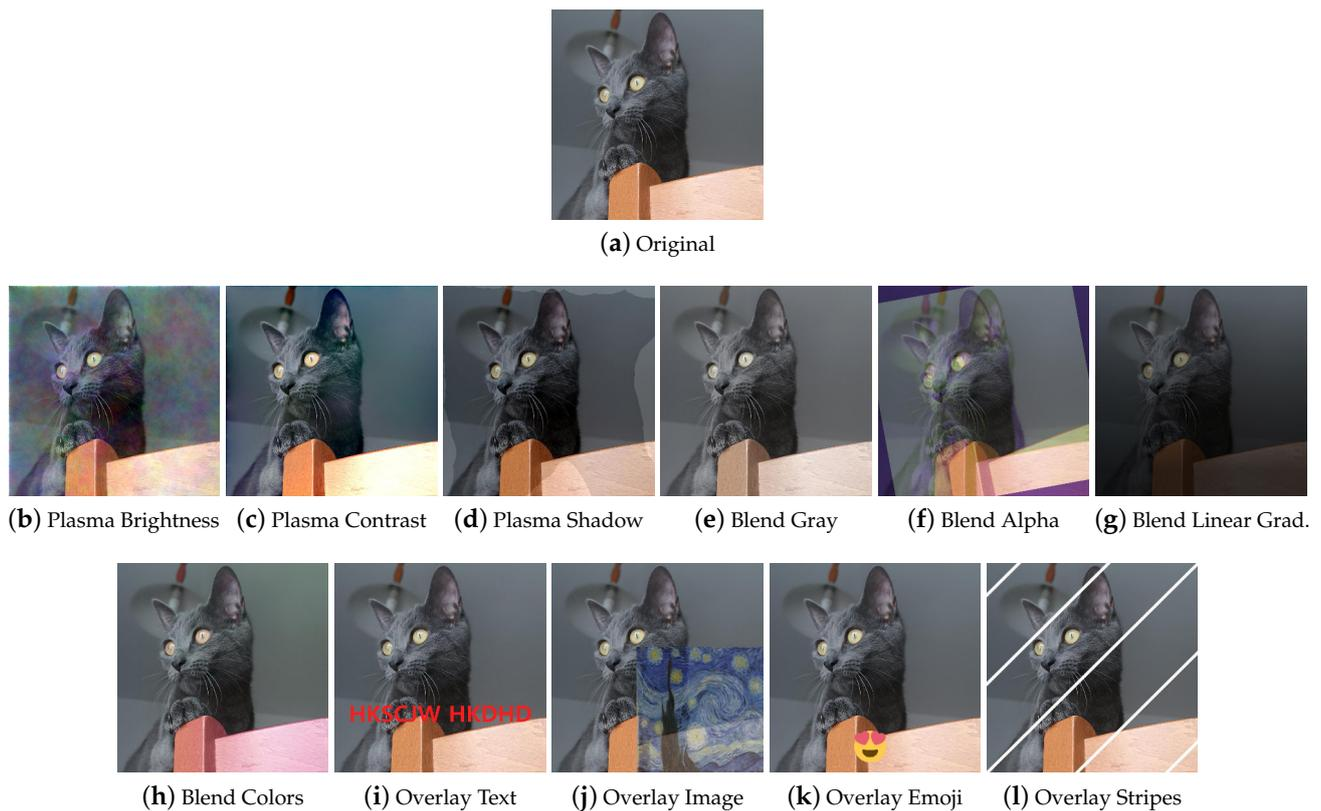 (a) Original
(b) Plasma Brightness
(c) Plasma Contrast
(d) Plasma Shadow
(e) Blend Gray
(f) Blend Alpha
(g) Blend Linear Grad.
HKSCJW HKDHD
(h) Blend Colors
(i) Overlay Text
(j) Overlay Image
(k) Overlay Emoji
(l) Overlay Stripes